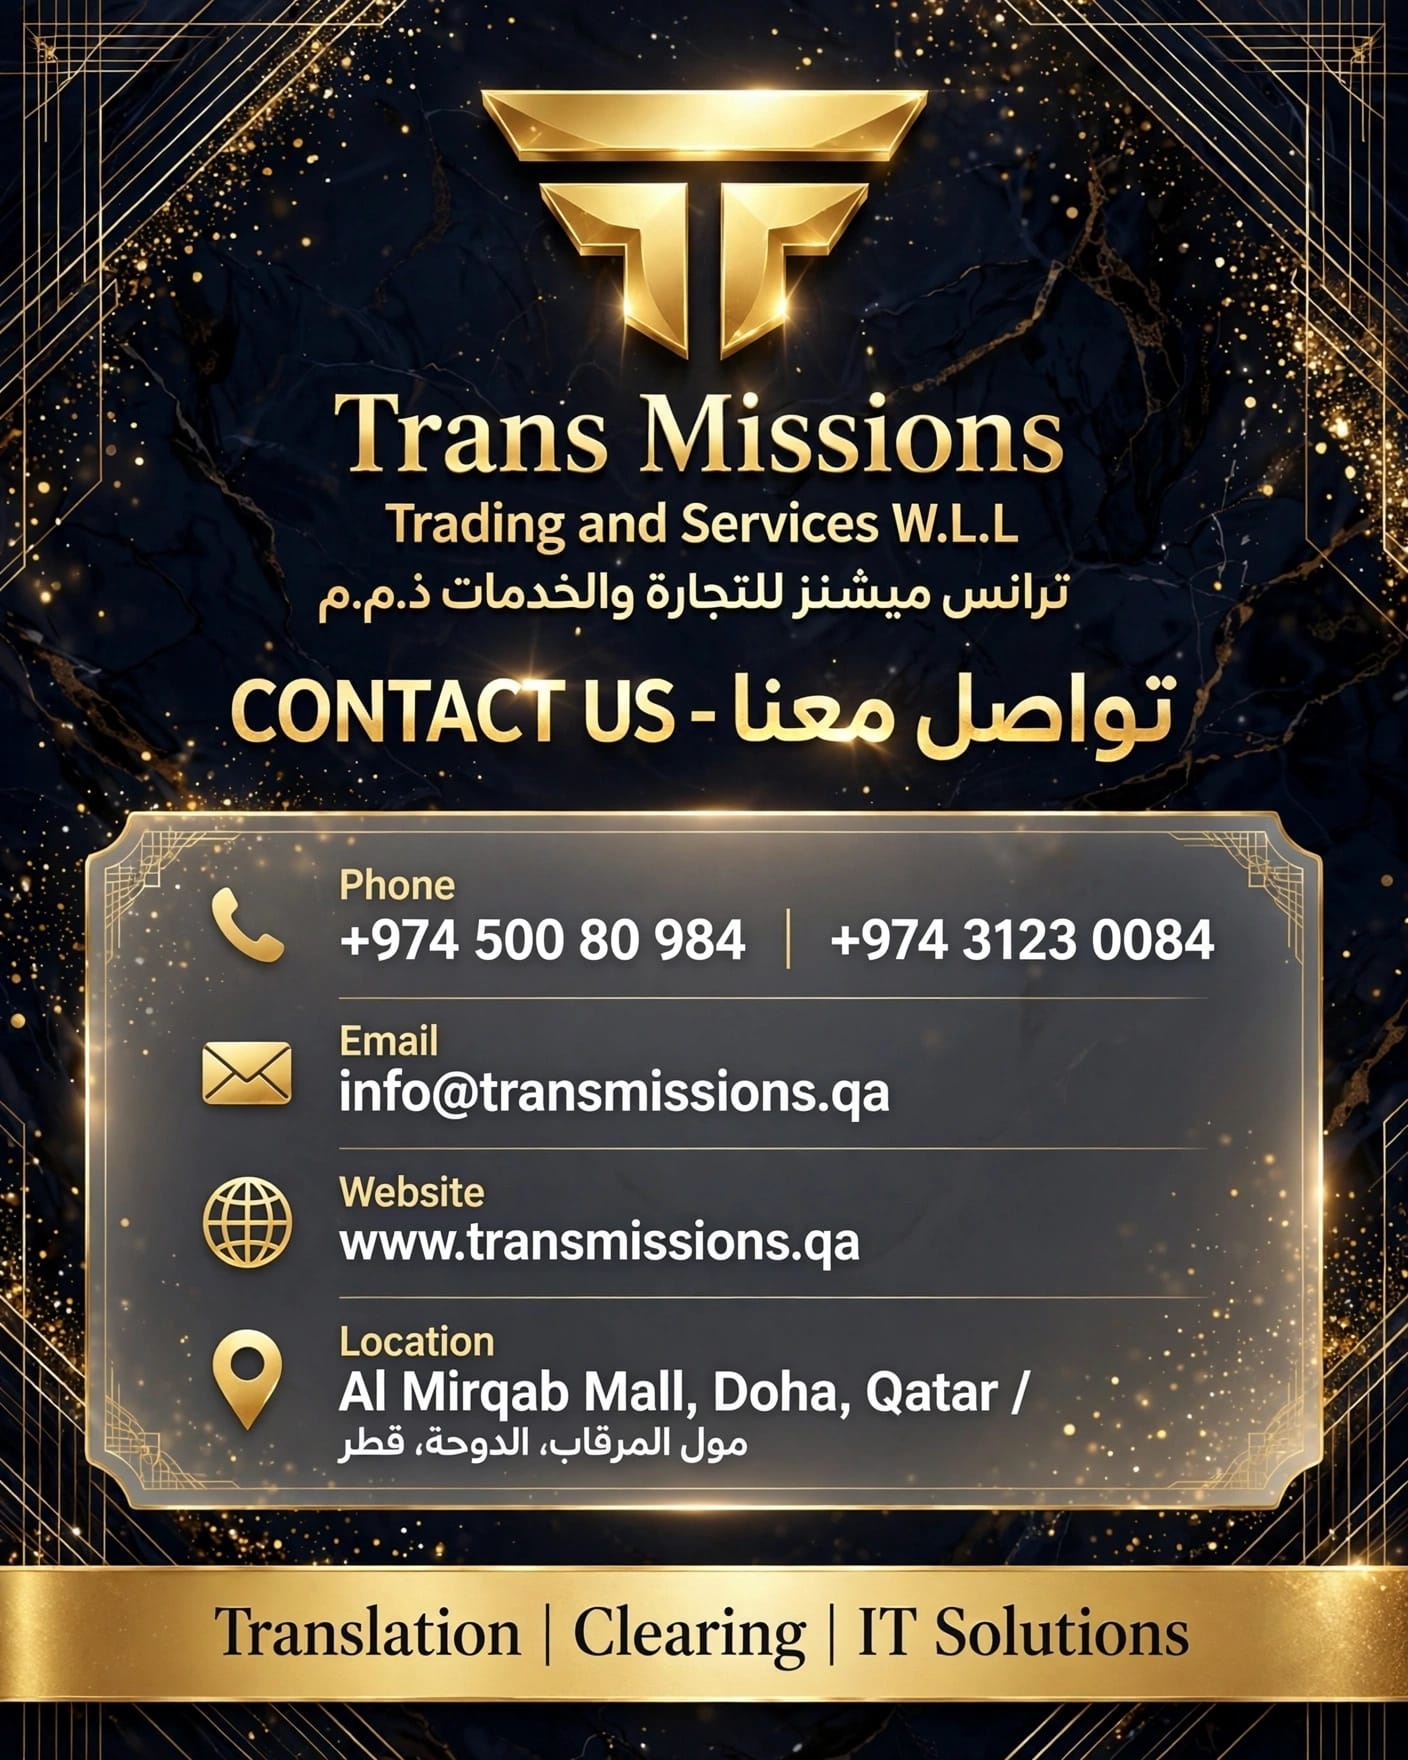 Trans Missions
Trading and Services W.L.L
ترانس ميشنز للتجارة والخدمات ذ.م.م
CONTACT US - تواصل معنا
Phone
+974 500 80 984 | +974 3123 0084
Email
info@transmissions.qa
Website
www.transmissions.qa
Location
Al Mirqab Mall, Doha, Qatar /
مول المرقاب، الدوحة، قطر
Translation | Clearing | IT Solutions